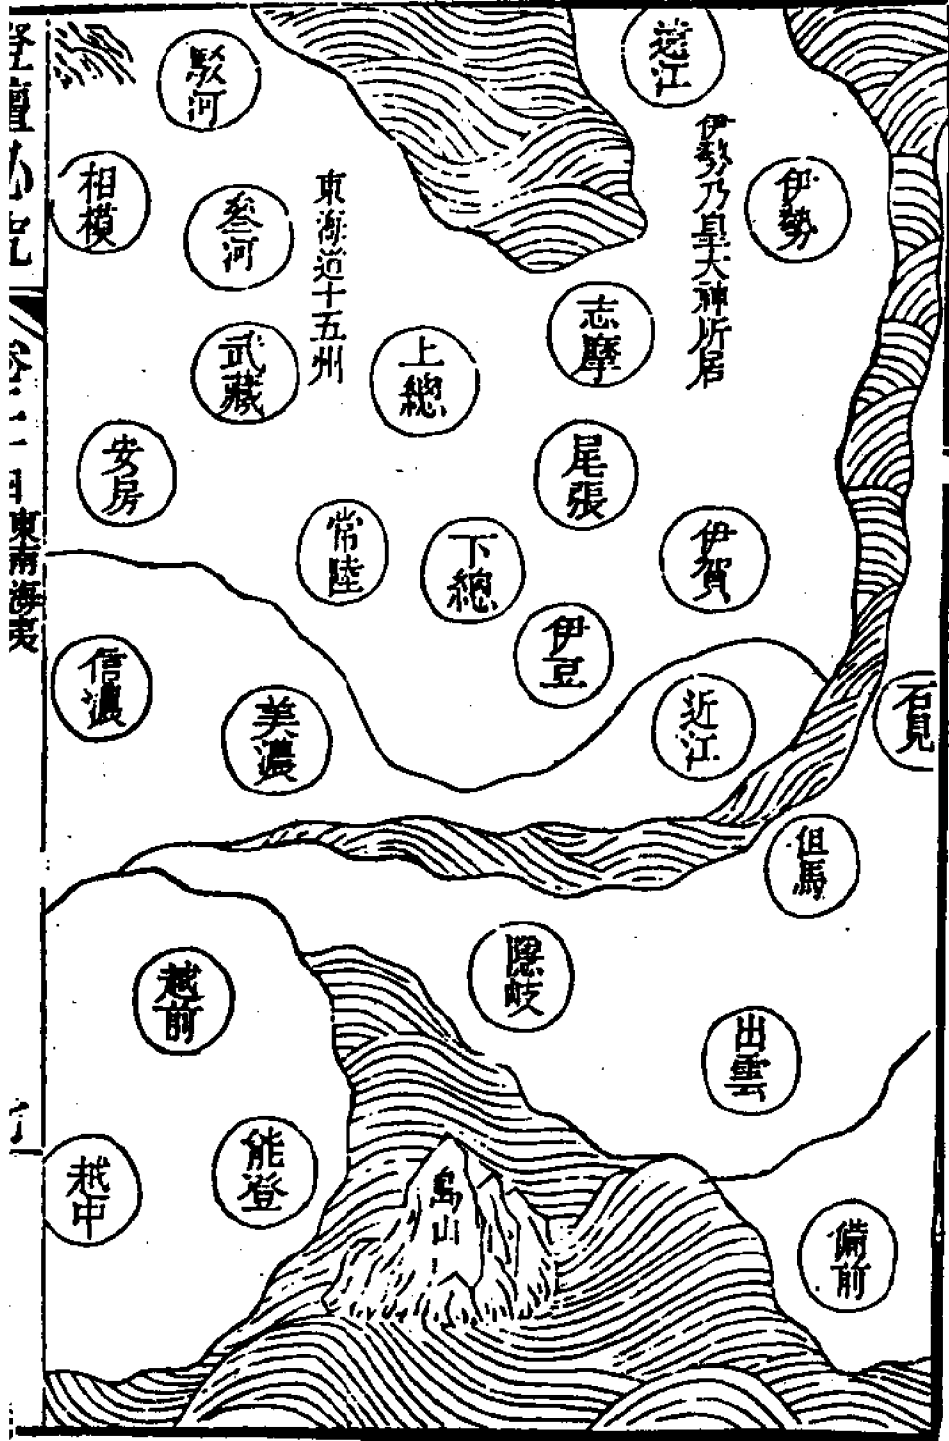 遠江
伊勢
伊勢乃皇大神所居
志摩
尾張
伊賀
伊豆
近江
石見
但馬
出雲
備前
隱岐
島山
上總
下總
常陸
東海道十五州
駿河
叄河
武藏
相模
安房
美濃
信濃
越前
能登
越中
東南海夷